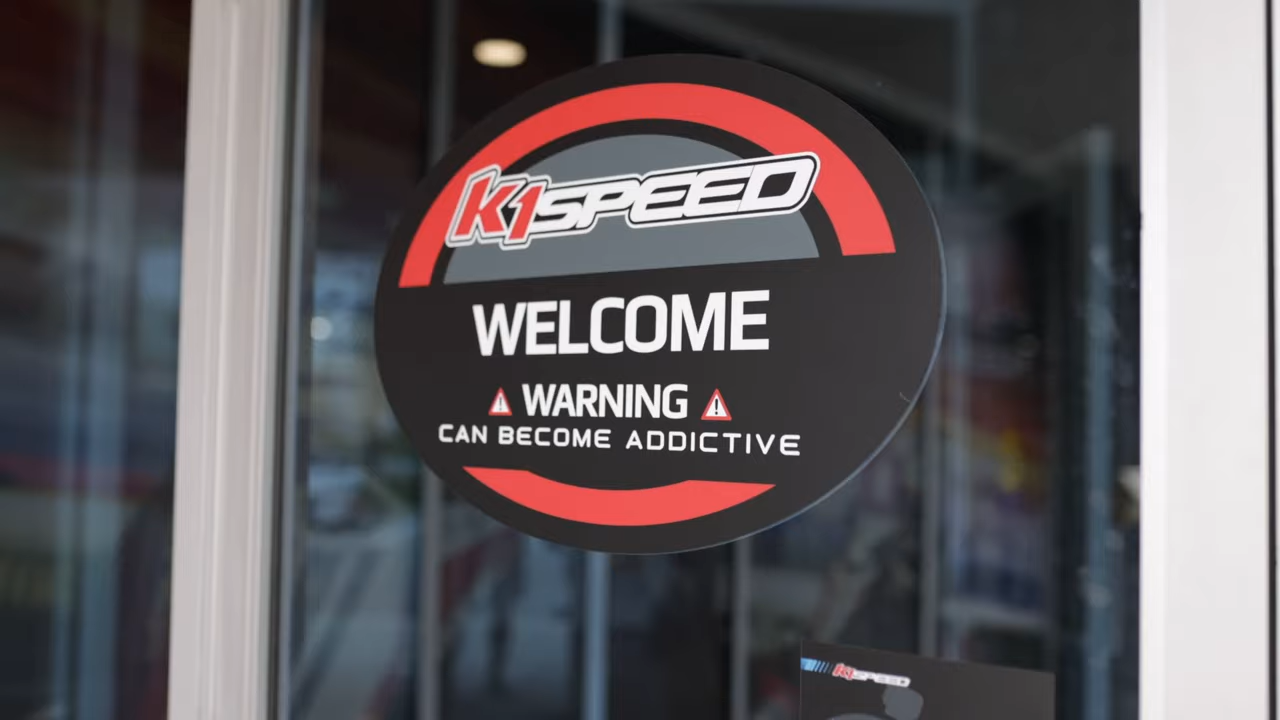 K1SPEED
WELCOME
WARNING
CAN BECOME ADDICTIVE
K1SPEED